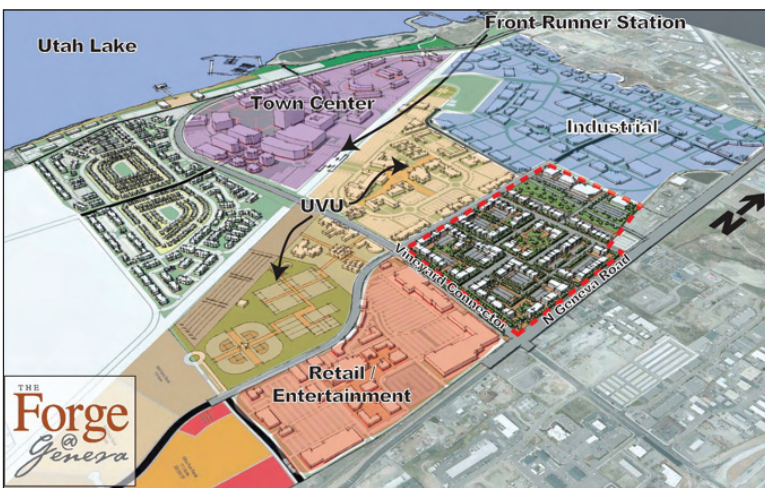 Front Runner Station
Utah Lake
Town Center
Industrial
UVU
N
Vineyard Connector
N Geneva Road
Retail /
Entertainment
THE
Forge
@
Geneva